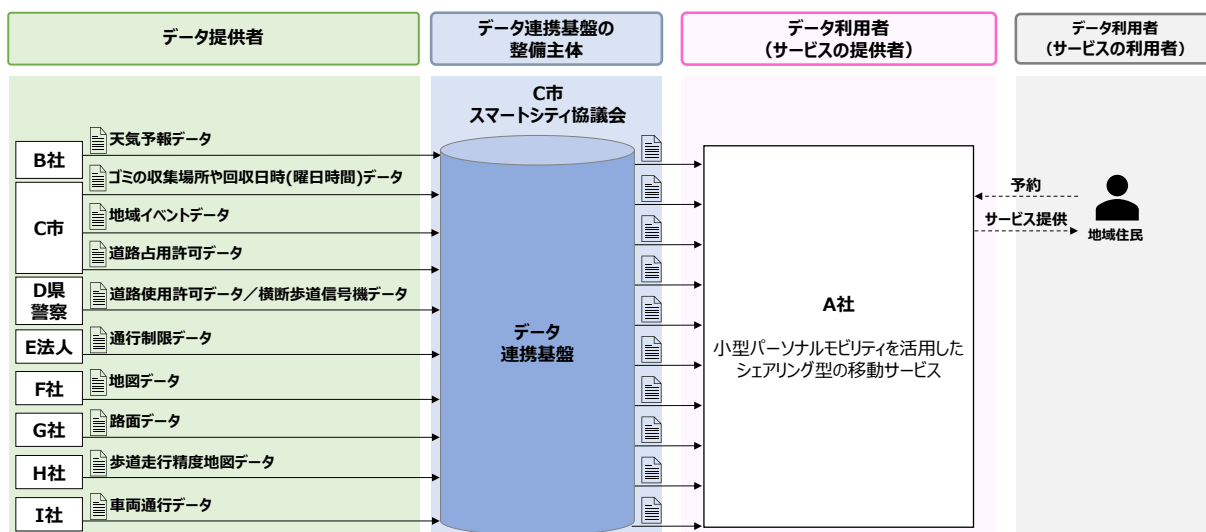 データ提供者
データ連携基盤の
整備主体
データ利用者
(サービスの提供者)
データ利用者
(サービスの利用者)
C市
スマートシティ協議会
B社
天気予報データ
C市
ゴミの収集場所や回収日時(曜日時間)データ
地域イベントデータ
道路占用許可データ
D県
警察
道路使用許可データ/横断歩道信号機データ
E法人
通行制限データ
F社
地図データ
G社
路面データ
H社
歩道走行精度地図データ
I社
車両通行データ
データ
連携基盤
A社
小型パーソナルモビリティを活用した
シェアリング型の移動サービス
予約
サービス提供
地域住民